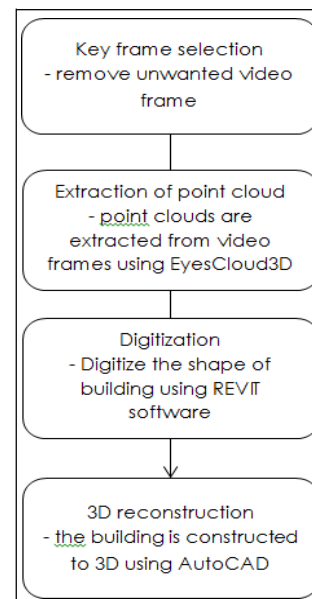 Key frame selection
- remove unwanted video
frame
Extraction of point cloud
- point clouds are
extracted from video
frames using EyesCloud3D
Digitization
- Digitize the shape of
building using REVIT
software
3D reconstruction
- the building is constructed
to 3D using AutoCAD